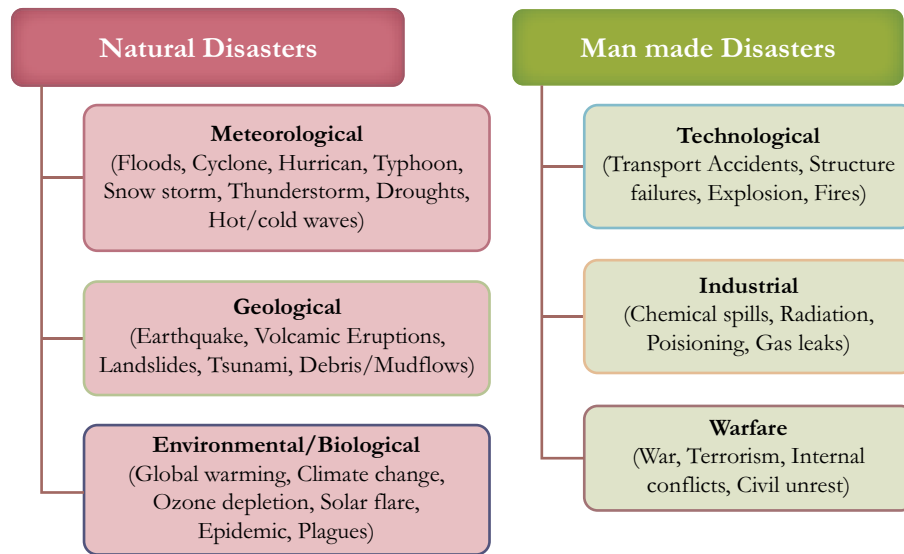 Natural Disasters
Meteorological
(Floods, Cyclone, Hurrican, Typhoon,
Snow storm, Thunderstorm, Droughts,
Hot/cold waves)
Geological
(Earthquake, Volcamic Eruptions,
Landslides, Tsunami, Debris/Mudflows)
Environmental/Biological
(Global warming, Climate change,
Ozone depletion, Solar flare,
Epidemic, Plagues)
Man made Disasters
Technological
(Transport Accidents, Structure
failures, Explosion, Fires)
Industrial
(Chemical spills, Radiation,
Poisioning, Gas leaks)
Warfare
(War, Terrorism, Internal
conflicts, Civil unrest)